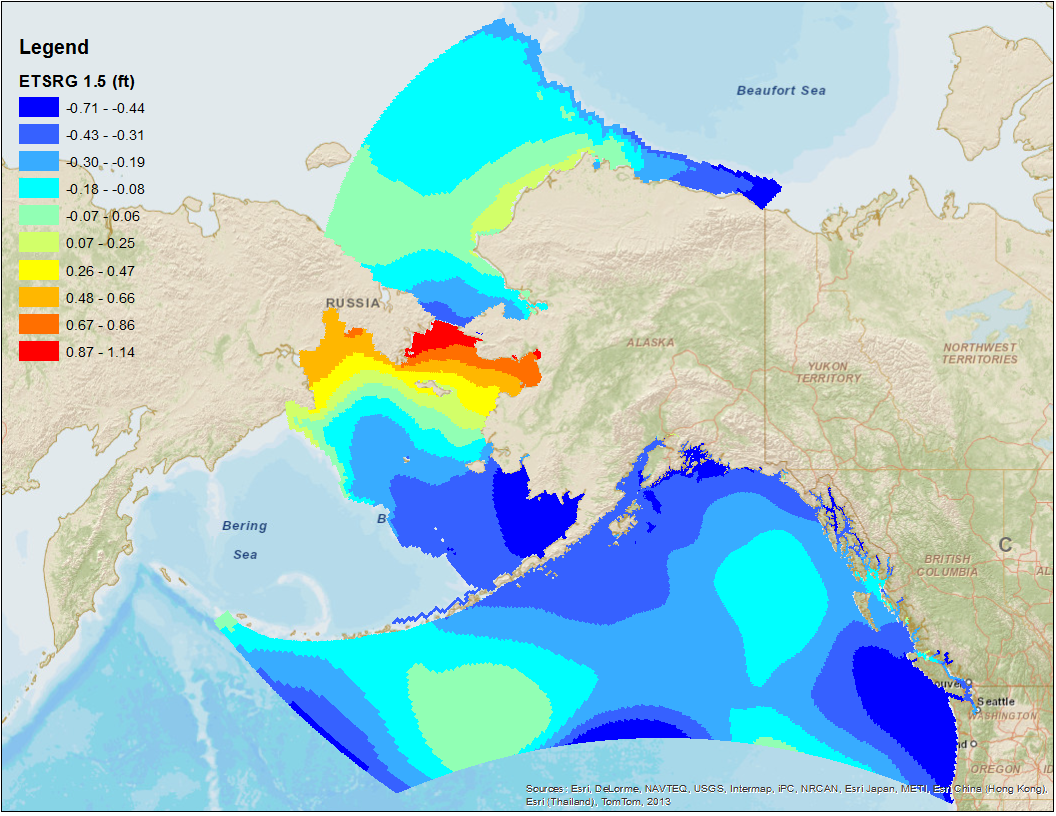 Legend
ETSRG 1.5 (ft)
-0.71 - -0.44
-0.43 - -0.31
-0.30 - -0.19
-0.18 - -0.08
-0.07 - 0.06
0.07 - 0.25
0.26 - 0.47
0.48 - 0.66
0.67 - 0.86
0.87 - 1.14
Beaufort Sea
RUSSIA
ALASKA
NORTHWEST
TERRITORIES
YUKON
TERRITORY
B
Bering
Sea
C
BRITISH
COLUMBIA
AL
ouver
Seattle
WASHINGTON
nd
OREGON
ID
Sources: Esri, DeLorme, NAVTEQ, USGS, Intermap, iPC, NRCAN, Esri Japan, METI, Esri China (Hong Kong),
Esri (Thailand), TomTom, 2013